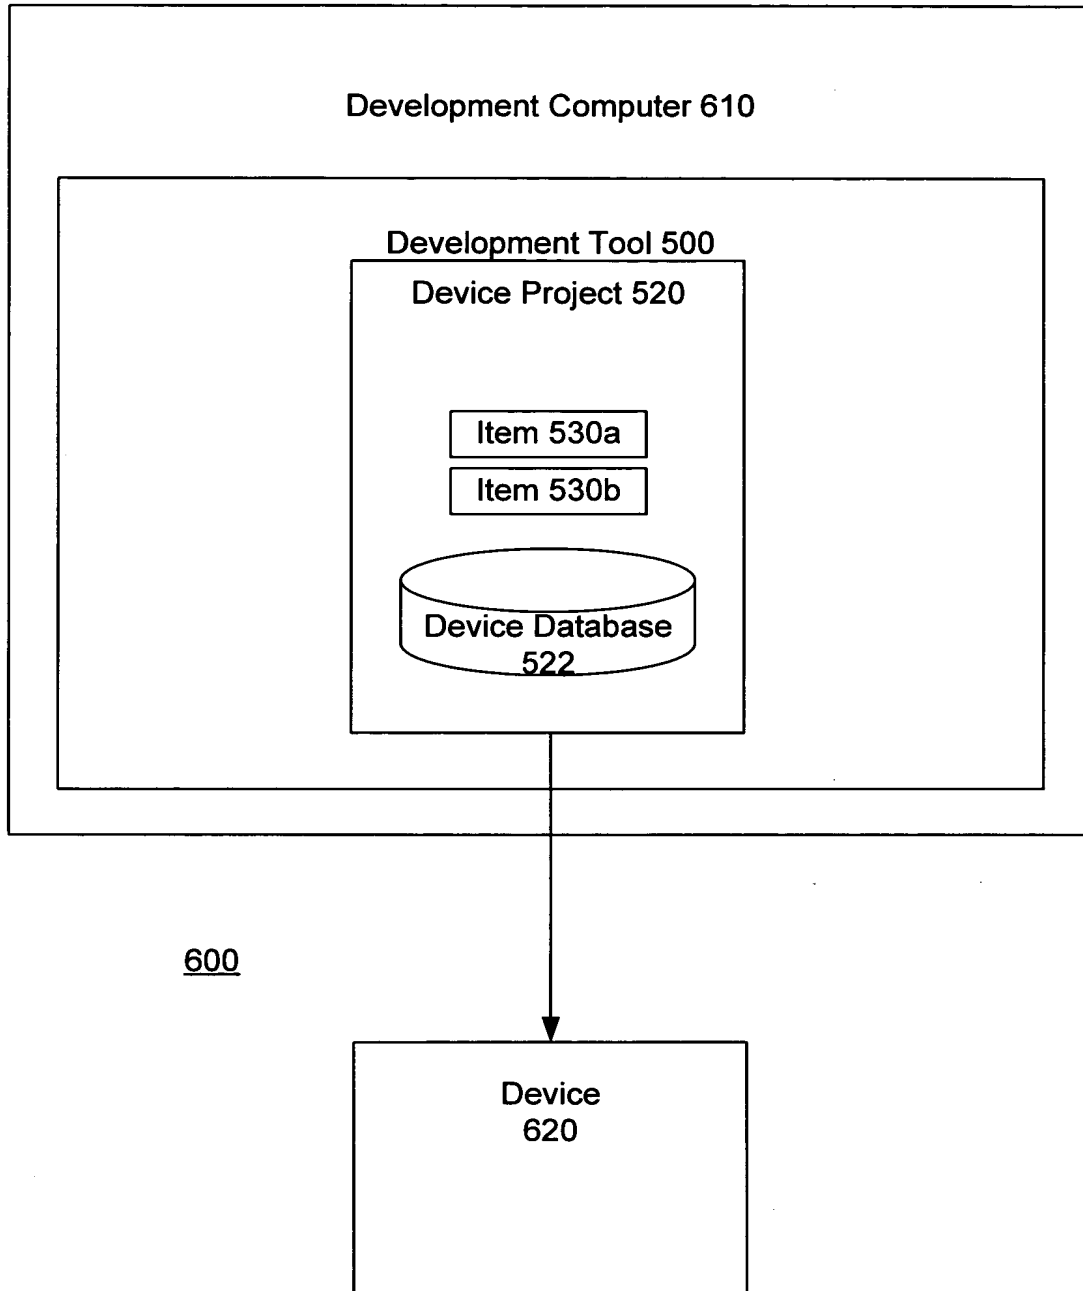 Development Computer 610
Development Tool 500
Device Project 520
Item 530a
Item 530b
Device Database
522
600
Device
620